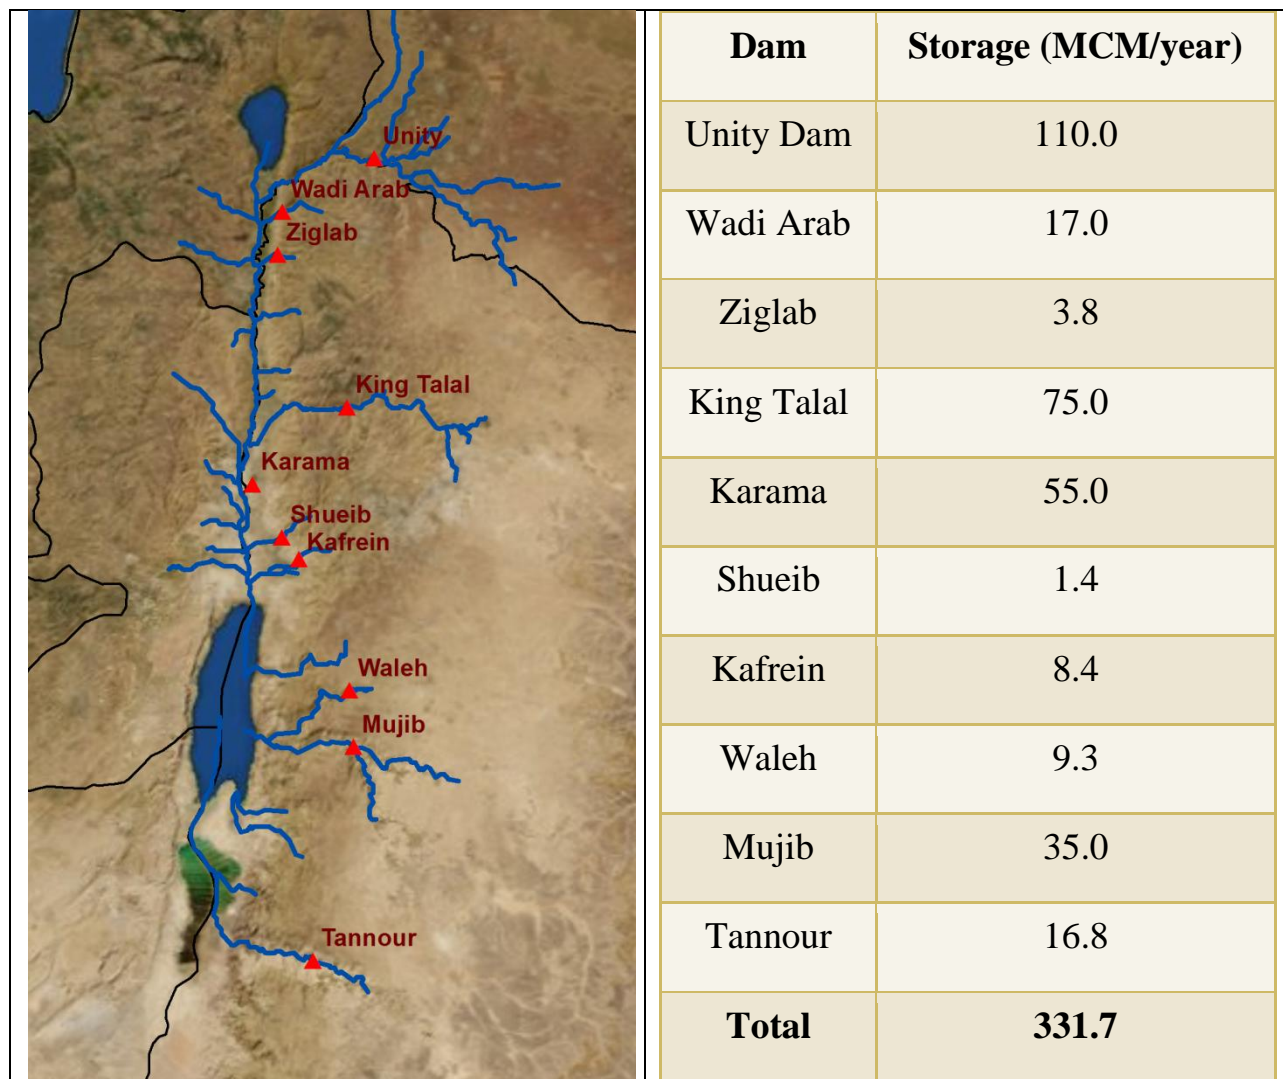 Unity
Wadi Arab
Ziglab
King Talal
Karama
Shueib
Kafrein
Waleh
Mujib
Tannour
Dam Storage (MCM/year)
Unity Dam 110.0
Wadi Arab 17.0
Ziglab 3.8
King Talal 75.0
Karama 55.0
Shueib 1.4
Kafrein 8.4
Waleh 9.3
Mujib 35.0
Tannour 16.8
Total 331.7